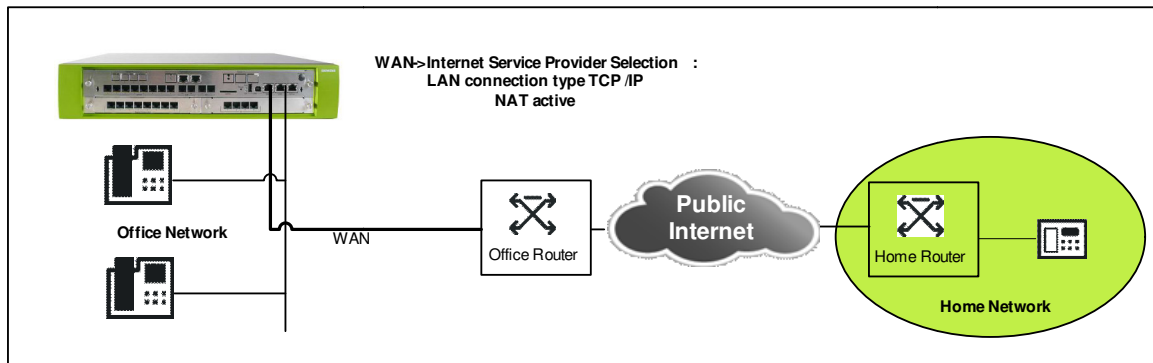 WAN->Internet Service Provider Selection :
LAN connection type TCP /IP
NAT active
Office Network
WAN
Office Router
Public
Internet
Home Router
Home Network